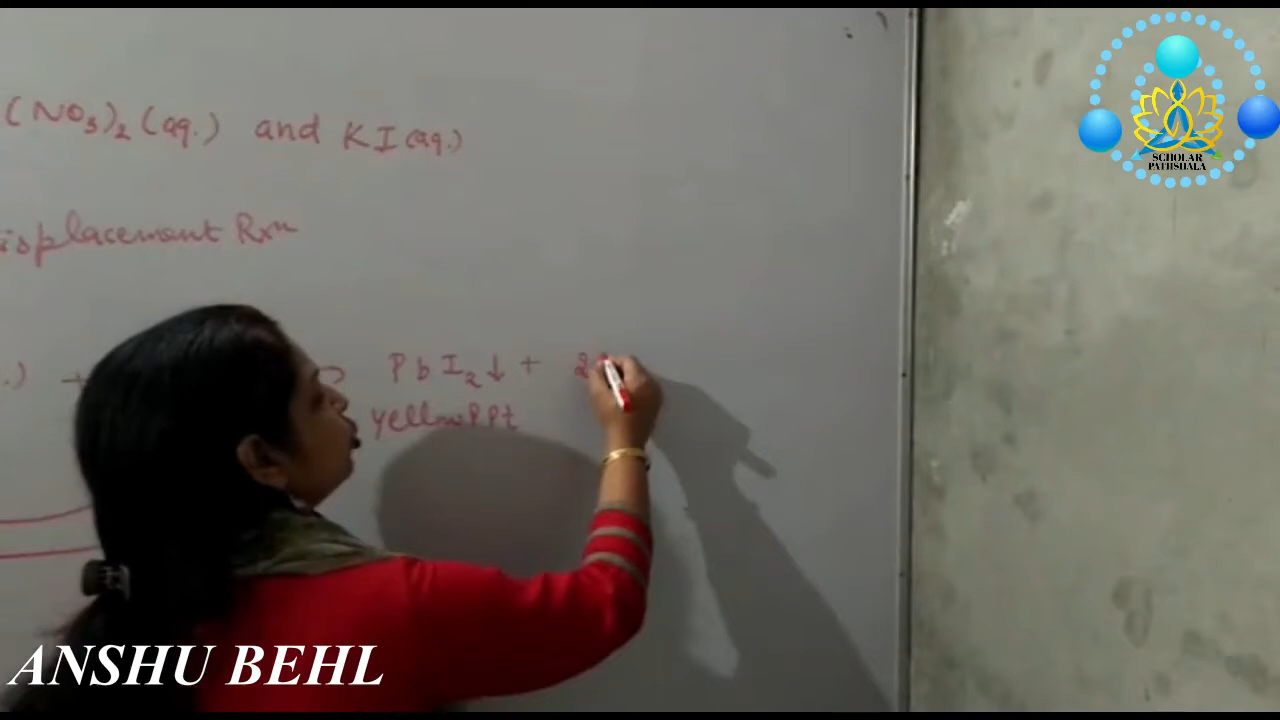 (NO3)2 (aq.) and KI (aq.)
isplacement Rxn
.) + PbI2 ↓ + 2
Yellow PPt
SCHOLAR
PATHSHALA
ANSHU BEHL